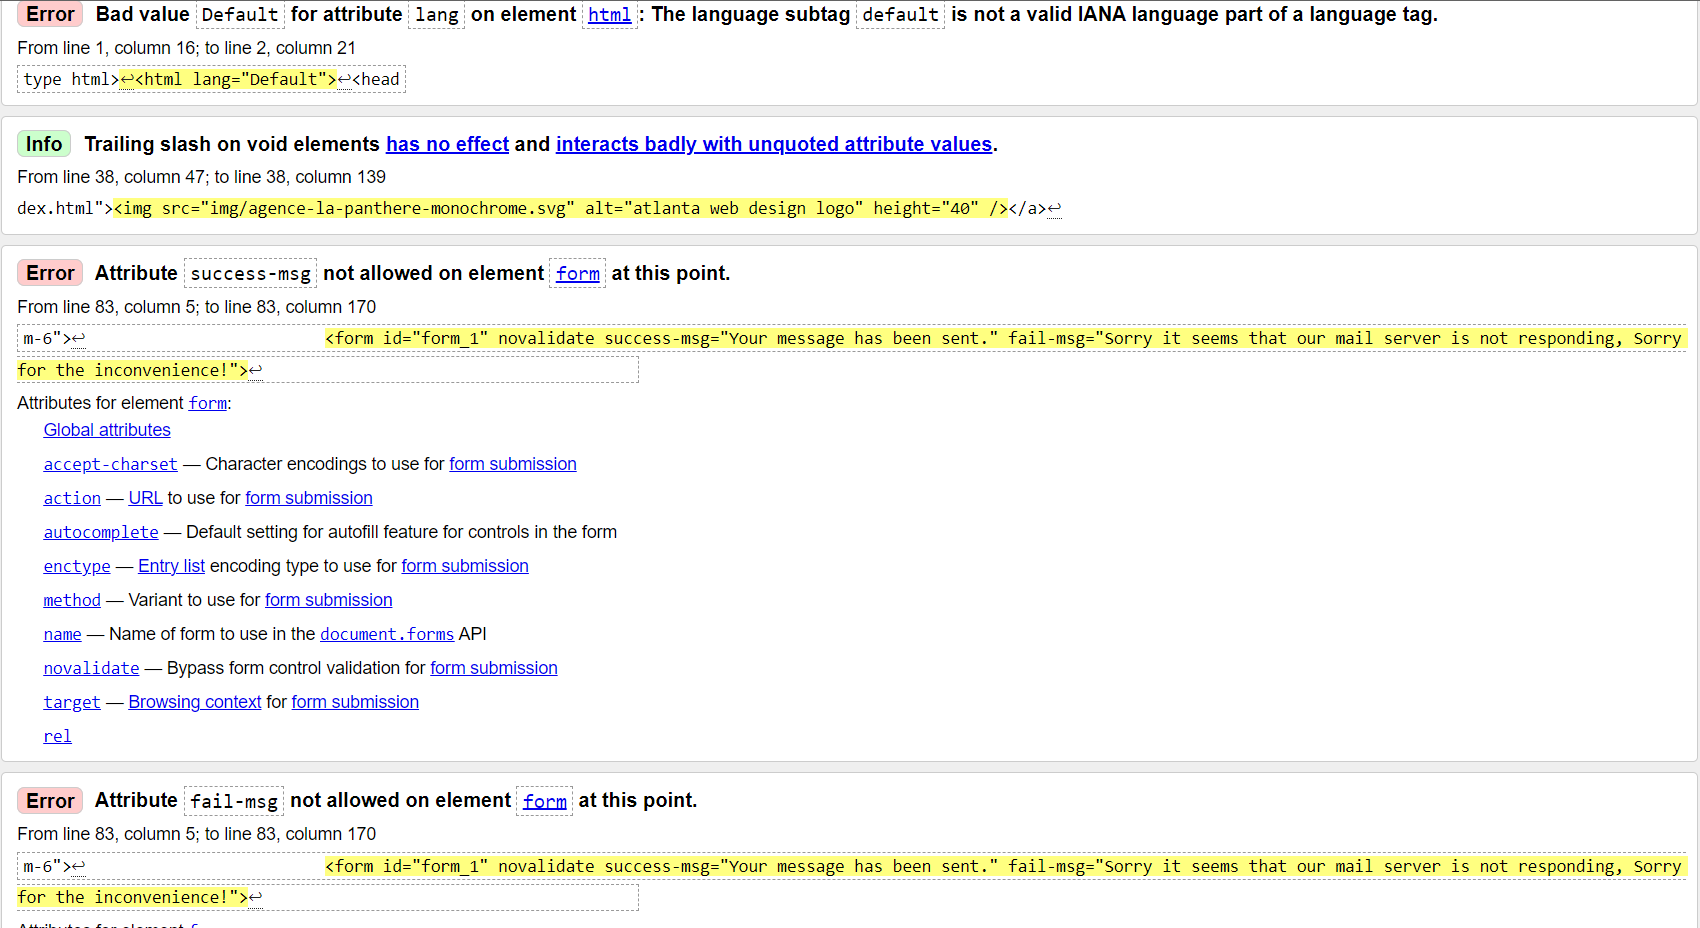 Error Bad value Default for attribute lang on element html: The language subtag default is not a valid IANA language part of a language tag.
From line 1, column 16; to line 2, column 21
type html>↩<html lang="Default">↩<head
Info Trailing slash on void elements has no effect and interacts badly with unquoted attribute values.
From line 38, column 47; to line 38, column 139
dex.html"><img src="img/agence-la-panthere-monochrome.svg" alt="atlanta web design logo" height="40" /></a>↩
Error Attribute success-msg not allowed on element form at this point.
From line 83, column 5; to line 83, column 170
m-6">↩ <form id="form_1" novalidate success-msg="Your message has been sent." fail-msg="Sorry it seems that our mail server is not responding, Sorry
for the inconvenience!">↩
Attributes for element form:
Global attributes
accept-charset — Character encodings to use for form submission
action — URL to use for form submission
autocomplete — Default setting for autofill feature for controls in the form
enctype — Entry list encoding type to use for form submission
method — Variant to use for form submission
name — Name of form to use in the document.forms API
novalidate — Bypass form control validation for form submission
target — Browsing context for form submission
rel
Error Attribute fail-msg not allowed on element form at this point.
From line 83, column 5; to line 83, column 170
m-6">↩ <form id="form_1" novalidate success-msg="Your message has been sent." fail-msg="Sorry it seems that our mail server is not responding, Sorry
for the inconvenience!">↩